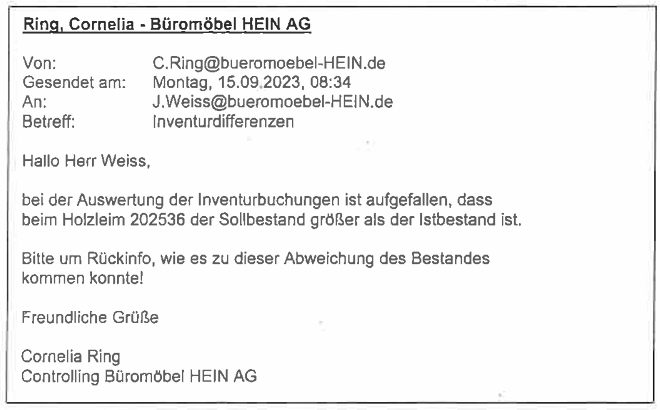 Ring, Cornelia - Büromöbel HEIN AG
Von: C.Ring@bueromoebel-HEIN.de
Gesendet am: Montag, 15.09.2023, 08:34
An: J.Weiss@bueromoebel-HEIN.de
Betreff: Inventurdifferenzen
Hallo Herr Weiss,
bei der Auswertung der Inventurbuchungen ist aufgefallen, dass
beim Holzleim 202536 der Sollbestand größer als der Istbestand ist.
Bitte um Rückinfo, wie es zu dieser Abweichung des Bestandes
kommen konnte!
Freundliche Grüße
Cornelia Ring
Controlling Büromöbel HEIN AG